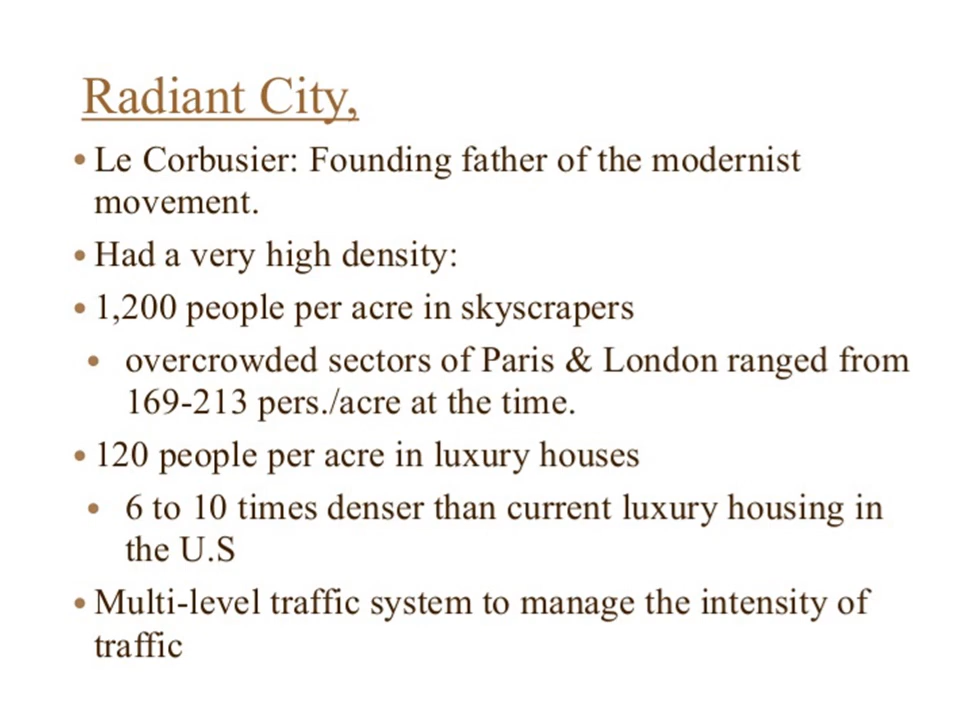 Radiant City,
• Le Corbusier: Founding father of the modernist
movement.
• Had a very high density:
• 1,200 people per acre in skyscrapers
• overcrowded sectors of Paris & London ranged from
169-213 pers./acre at the time.
• 120 people per acre in luxury houses
• 6 to 10 times denser than current luxury housing in
the U.S
• Multi-level traffic system to manage the intensity of
traffic